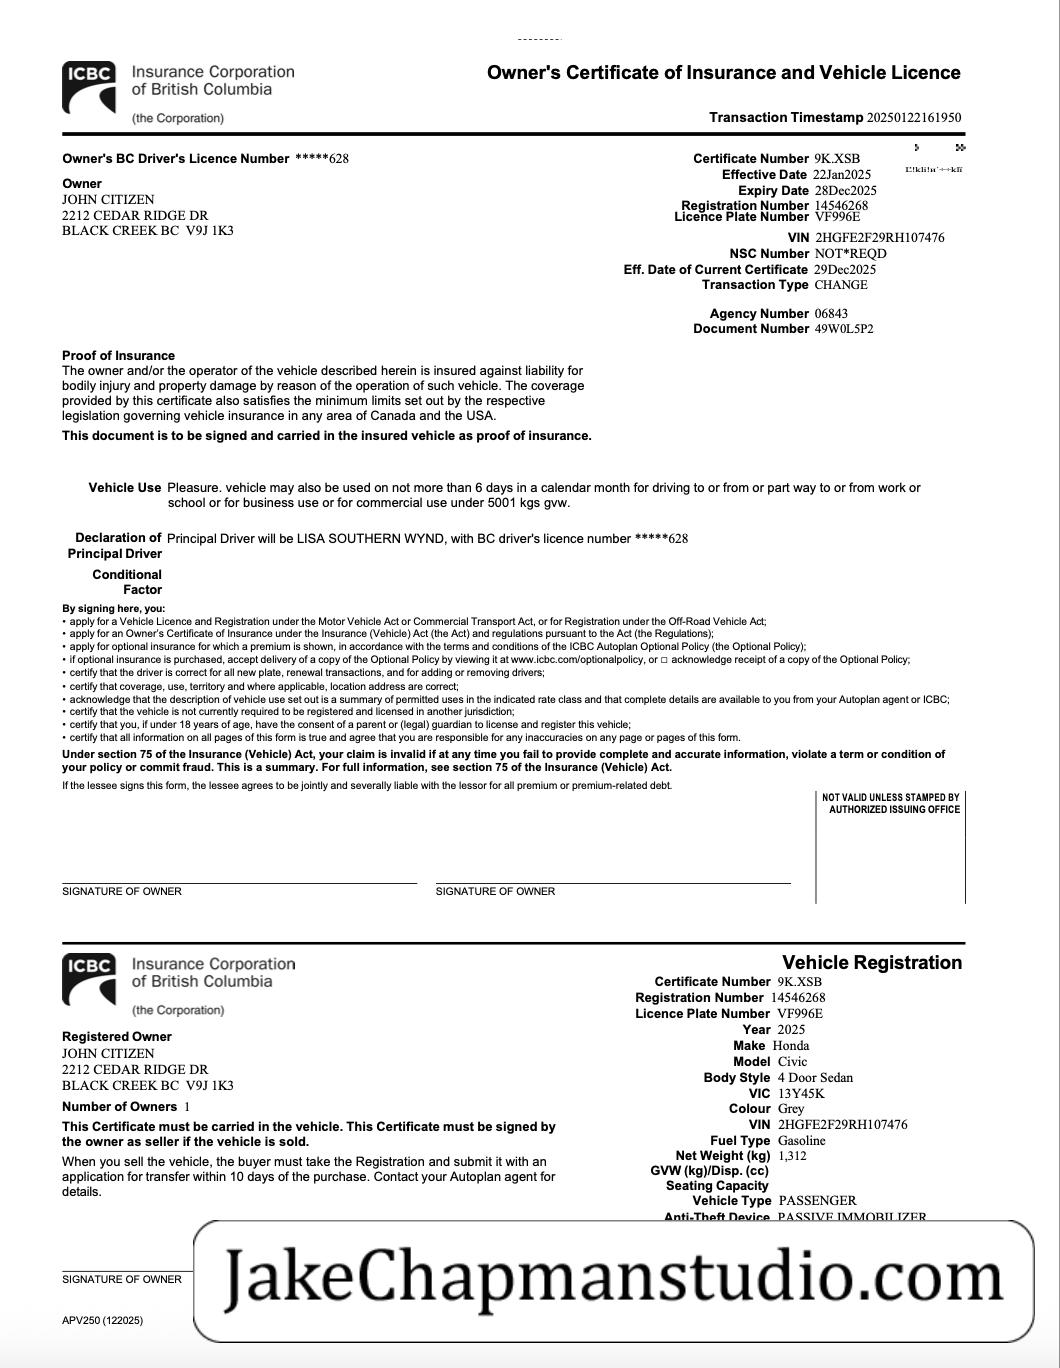 ICBC
Insurance Corporation
of British Columbia
(the Corporation)
Owner's Certificate of Insurance and Vehicle Licence
Transaction Timestamp 20250122161950
Owner's BC Driver's Licence Number *****628
Owner
JOHN CITIZEN
2212 CEDAR RIDGE DR
BLACK CREEK BC V9J 1K3
Certificate Number 9K.XSB
Effective Date 22Jan2025
Expiry Date 28Dec2025
Registration Number 14546268
Licence Plate Number VF996E
VIN 2HGFE2F29RH107476
NSC Number NOT*REQD
Eff. Date of Current Certificate 29Dec2025
Transaction Type CHANGE
Agency Number 06843
Document Number 49W0L5P2
Proof of Insurance
The owner and/or the operator of the vehicle described herein is insured against liability for
bodily injury and property damage by reason of the operation of such vehicle. The coverage
provided by this certificate also satisfies the minimum limits set out by the respective
legislation governing vehicle insurance in any area of Canada and the USA.
This document is to be signed and carried in the insured vehicle as proof of insurance.
Vehicle Use Pleasure. vehicle may also be used on not more than 6 days in a calendar month for driving to or from or part way to or from work or
school or for business use or for commercial use under 5001 kgs gvw.
Declaration of Principal Driver will be LISA SOUTHERN WYND, with BC driver's licence number *****628
Principal Driver
Conditional
Factor
By signing here, you:
• apply for a Vehicle Licence and Registration under the Motor Vehicle Act or Commercial Transport Act, or for Registration under the Off-Road Vehicle Act;
• apply for an Owner's Certificate of Insurance under the Insurance (Vehicle) Act (the Act) and regulations pursuant to the Act (the Regulations);
• apply for optional insurance for which a premium is shown, in accordance with the terms and conditions of the ICBC Autoplan Optional Policy (the Optional Policy);
• if optional insurance is purchased, accept delivery of a copy of the Optional Policy by viewing it at www.icbc.com/optionalpolicy, or □ acknowledge receipt of a copy of the Optional Policy;
• certify that the driver is correct for all new plate, renewal transactions, and for adding or removing drivers;
• certify that coverage, use, territory and where applicable, location address are correct;
• acknowledge that the description of vehicle use set out is a summary of permitted uses in the indicated rate class and that complete details are available to you from your Autoplan agent or ICBC;
• certify that the vehicle is not currently required to be registered and licensed in another jurisdiction;
• certify that you, if under 18 years of age, have the consent of a parent or (legal) guardian to license and register this vehicle;
• certify that all information on all pages of this form is true and agree that you are responsible for any inaccuracies on any page or pages of this form.
Under section 75 of the Insurance (Vehicle) Act, your claim is invalid if at any time you fail to provide complete and accurate information, violate a term or condition of
your policy or commit fraud. This is a summary. For full information, see section 75 of the Insurance (Vehicle) Act.
If the lessee signs this form, the lessee agrees to be jointly and severally liable with the lessor for all premium or premium-related debt.
NOT VALID UNLESS STAMPED BY
AUTHORIZED ISSUING OFFICE
SIGNATURE OF OWNER
SIGNATURE OF OWNER
ICBC
Insurance Corporation
of British Columbia
(the Corporation)
Vehicle Registration
Certificate Number 9K.XSB
Registration Number 14546268
Licence Plate Number VF996E
Year 2025
Make Honda
Model Civic
Body Style 4 Door Sedan
VIC 13Y45K
Colour Grey
VIN 2HGFE2F29RH107476
Fuel Type Gasoline
Net Weight (kg) 1,312
GVW (kg)/Disp. (cc)
Seating Capacity
Vehicle Type PASSENGER
Anti-Theft Device PASSIVE IMMOBILIZER
Registered Owner
JOHN CITIZEN
2212 CEDAR RIDGE DR
BLACK CREEK BC V9J 1K3
Number of Owners 1
This Certificate must be carried in the vehicle. This Certificate must be signed by
the owner as seller if the vehicle is sold.
When you sell the vehicle, the buyer must take the Registration and submit it with an
application for transfer within 10 days of the purchase. Contact your Autoplan agent for
details.
SIGNATURE OF OWNER
APV250 (122025)
JakeChapmanstudio.com